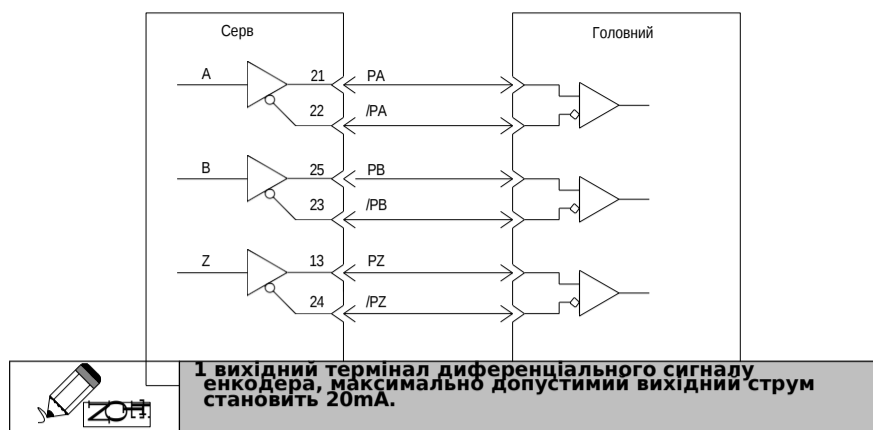 Серв
Головний
A 21 PA
22 /PA
B 25 PB
23 /PB
Z 13 PZ
24 /PZ
1 вихідний термінал диференціального сигналу
енкодера, максимально допустимий вихідний струм
становить 20mA.